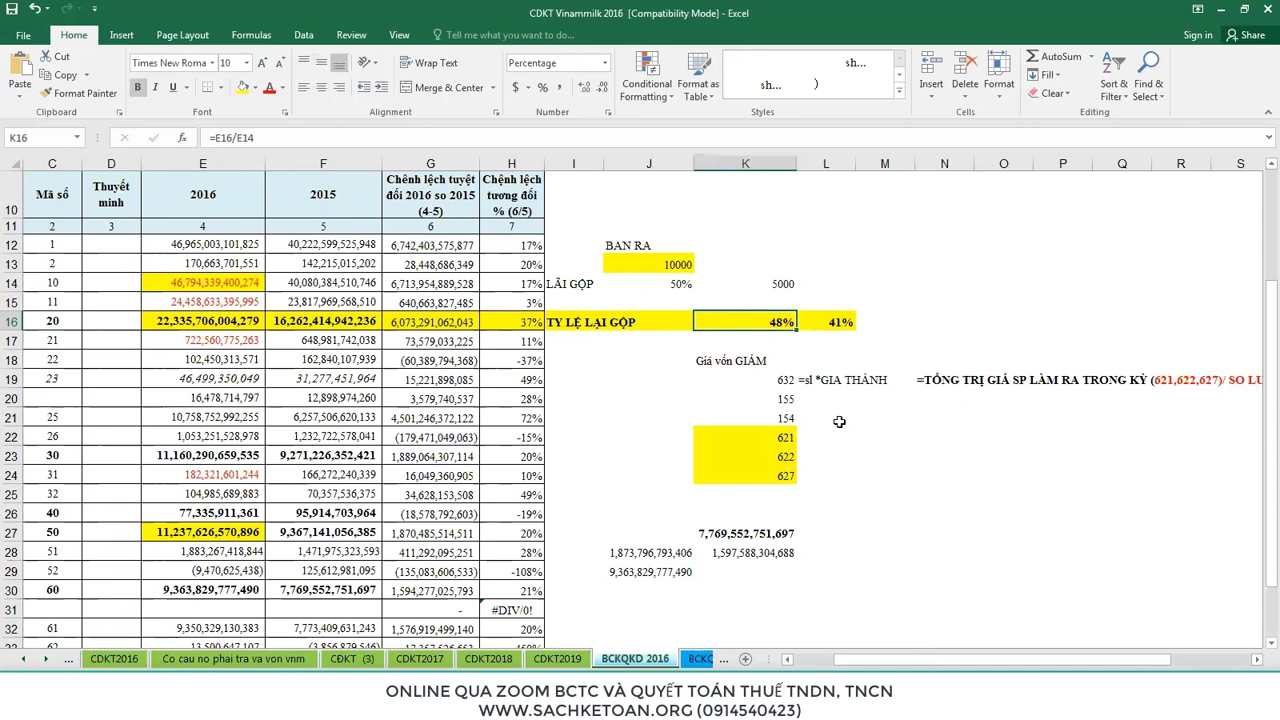 CDKT Vinammilk 2016 [Compatibility Mode] - Excel
File Home Insert Page Layout Formulas Data Review View Tell me what you want to do... Sign in Share
Paste Cut Copy Format Painter Clipboard
Times New Roma 10 B I U Font
Wrap Text Merge & Center Alignment
Percentage $ % , Number
Conditional Formatting Format as Table sh... sh... ) Styles
Insert Delete Format Cells
AutoSum Fill Clear Sort & Filter Find & Select Editing
K16 fx =E16/E14
C D E F G H I J K L M N O P Q R S
10 Mã số Thuyết minh 2016 2015 Chênh lệch tuyệt đối 2016 so 2015 (4-5) Chệnh lệch tương đối % (6/5)
11 2 3 4 5 6 7
12 1 46,965,003,101,825 40,222,599,525,948 6,742,403,575,877 17% BAN RA
13 2 170,663,701,551 142,215,015,202 28,448,686,349 20% 10000
14 10 46,794,339,400,274 40,080,384,510,746 6,713,954,889,528 17% LÃI GỘP 50% 5000
15 11 24,458,633,395,995 23,817,969,568,510 640,663,827,485 3%
16 20 22,335,706,004,279 16,262,414,942,236 6,073,291,062,043 37% TY LỆ LẠI GỘP 48% 41%
17 21 722,560,775,263 648,981,742,038 73,579,033,225 11%
18 22 102,450,313,571 162,840,107,939 (60,389,794,368) -37% Giá vốn GIẢM
19 23 46,499,350,049 31,277,451,964 15,221,898,085 49% 632 =sl *GIA THÀNH =TỔNG TRỊ GIÁ SP LÀM RA TRONG KỲ (621,622,627)/ SO LU
20 16,478,714,797 12,898,974,260 3,579,740,537 28% 155
21 25 10,758,752,992,255 6,257,506,620,133 4,501,246,372,122 72% 154
22 26 1,053,251,528,978 1,232,722,578,041 (179,471,049,063) -15% 621
23 30 11,160,290,659,535 9,271,226,352,421 1,889,064,307,114 20% 622
24 31 182,321,601,244 166,272,240,339 16,049,360,905 10% 627
25 32 104,985,689,883 70,357,536,375 34,628,153,508 49%
26 40 77,335,911,361 95,914,703,964 (18,578,792,603) -19%
27 50 11,237,626,570,896 9,367,141,056,385 1,870,485,514,511 20% 7,769,552,751,697
28 51 1,883,267,418,844 1,471,975,323,593 411,292,095,251 28% 1,873,796,793,406 1,597,588,304,688
29 52 (9,470,625,438) 125,612,981,095 (135,083,606,533) -108% 9,363,829,777,490
30 60 9,363,829,777,490 7,769,552,751,697 1,594,277,025,793 21%
31 - #DIV/0!
32 61 9,350,329,130,383 7,773,409,631,243 1,576,919,499,140 20%
... CDKT2016 Co cau no phai tra va von vnm CĐKT (3) CDKT2017 CDKT2018 CDKT2019 BCKQKD 2016 BCKQ ...
ONLINE QUA ZOOM BCTC VÀ QUYẾT TOÁN THUẾ TNDN, TNCN
WWW.SACHKETOAN.ORG (0914540423)